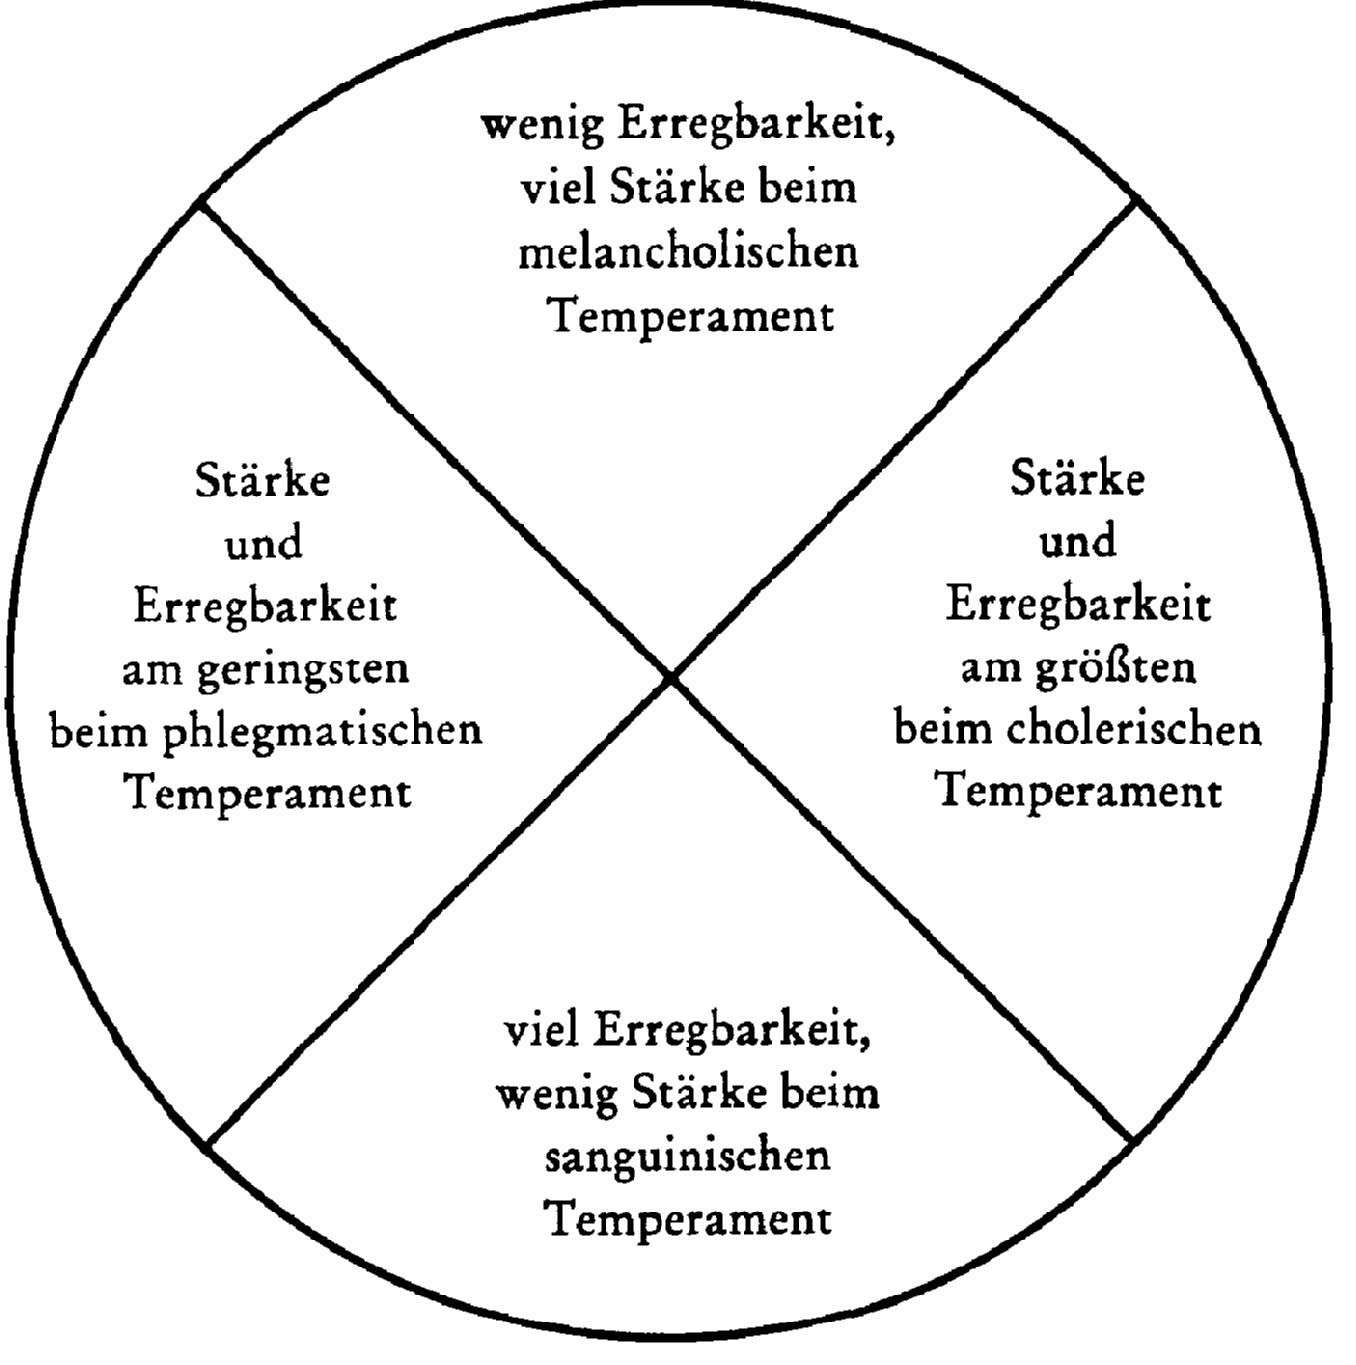 wenig Erregbarkeit,
viel Stärke beim
melancholischen
Temperament
Stärke
und
Erregbarkeit
am geringsten
beim phlegmatischen
Temperament
Stärke
und
Erregbarkeit
am größten
beim cholerischen
Temperament
viel Erregbarkeit,
wenig Stärke beim
sanguinischen
Temperament